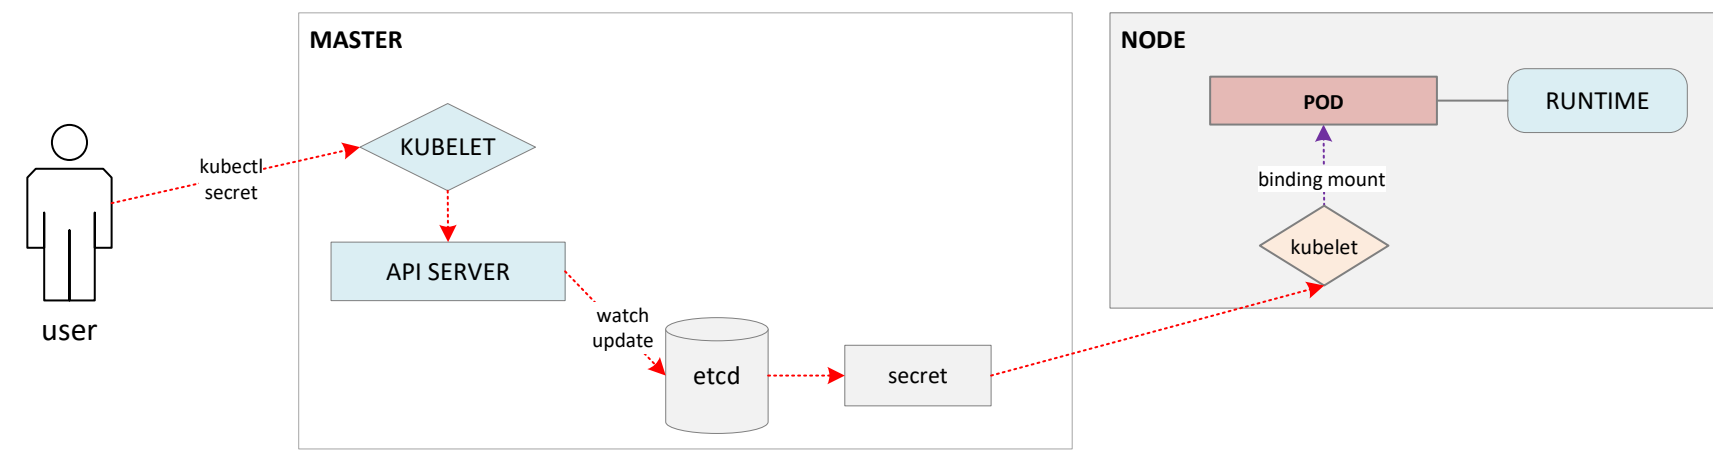 MASTER
NODE
POD
RUNTIME
KUBELET
kubectl
secret
binding mount
kubelet
API SERVER
user
watch
update
etcd
secret